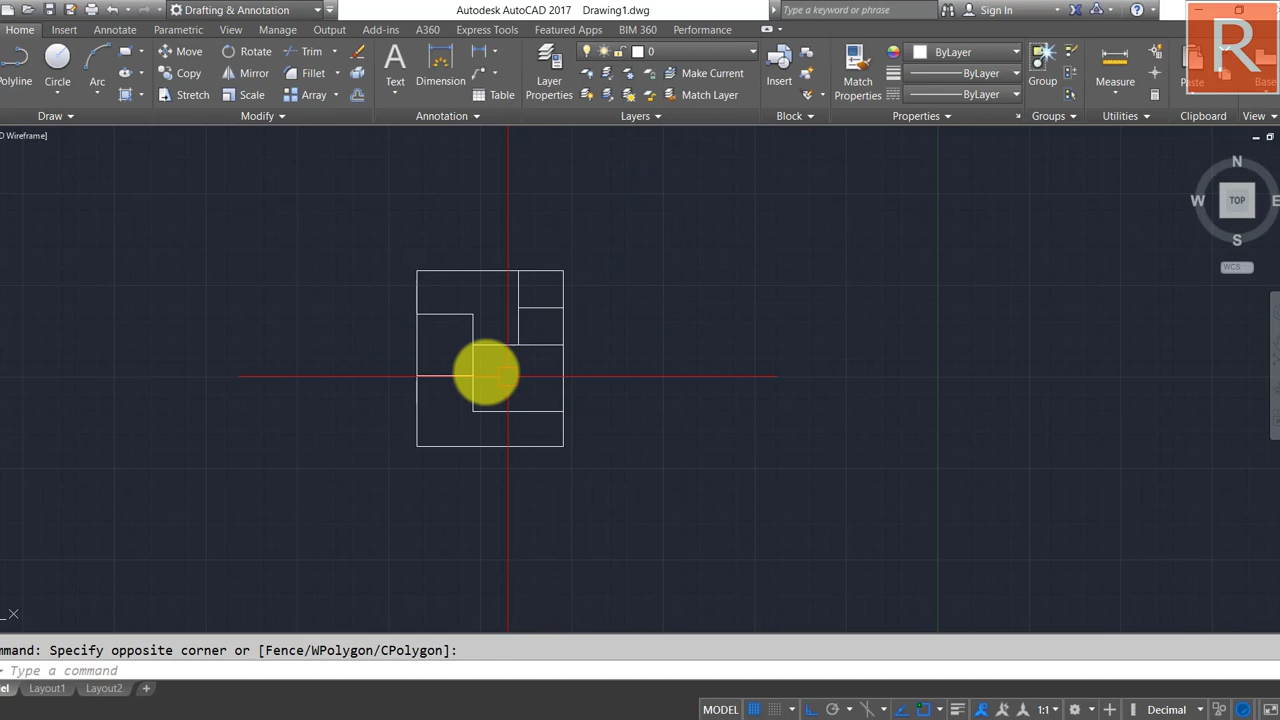 Drafting & Annotation
Autodesk AutoCAD 2017 Drawing1.dwg
Type a keyword or phrase
Sign In
Home Insert Annotate Parametric View Manage Output Add-ins A360 Express Tools Featured Apps BIM 360 Performance
R
Move Rotate Trim
0
ByLayer
Polyline Circle Arc
Copy Mirror Fillet
Text Dimension
Layer Properties
Make Current
Insert
Match Properties
ByLayer
Group
Measure
Paste
Base
Stretch Scale Array
Table
Match Layer
ByLayer
Draw Modify Annotation Layers Block Properties Groups Utilities Clipboard View
D Wireframe]
N
W TOP E
S
WCS
mmand: Specify opposite corner or [Fence/WPolygon/CPolygon]:
Type a command
el Layout1 Layout2 +
MODEL 1:1 Decimal